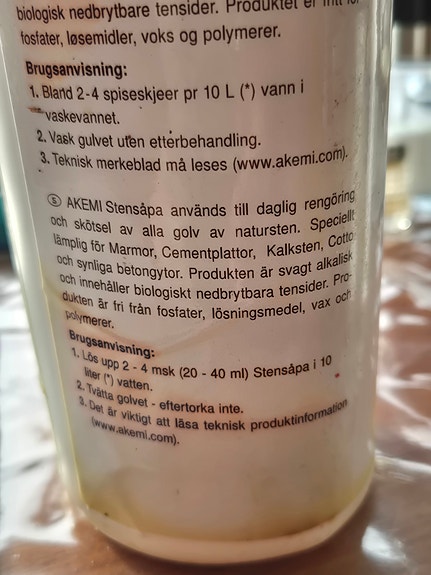 biologisk nedbrytbare tensider. Produktet er fritt for
fosfater, løsemidler, voks og polymerer.
Brugsanvisning:
1. Bland 2-4 spiseskjeer pr 10 L (*) vann i
vaskevannet.
2. Vask gulvet uten etterbehandling.
3. Teknisk merkeblad må leses (www.akemi.com).
Ⓢ AKEMI Stensåpa används till daglig rengöring
och skötsel av alla golv av natursten. Speciellt
lämplig för Marmor, Cementplattor, Kalksten, Cotto
och synliga betongytor. Produkten är svagt alkalisk
och innehåller biologiskt nedbrytbara tensider. Pro-
dukten är fri från fosfater, lösningsmedel, vax och
polymerer.
Brugsanvisning:
1. Lös upp 2 - 4 msk (20 - 40 ml) Stensåpa i 10
liter (*) vatten.
2. Tvätta golvet - eftertorka inte.
3. Det är viktigt att läsa teknisk produktinformation
(www.akemi.com).